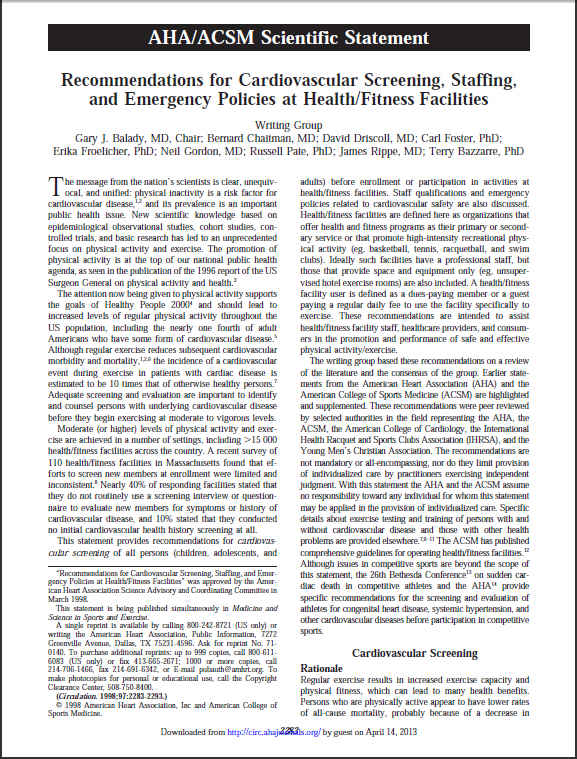 AHA/ACSM Scientific Statement
Recommendations for Cardiovascular Screening, Staffing,
and Emergency Policies at Health/Fitness Facilities
Writing Group
Gary J. Balady, MD, Chair; Bernard Chaitman, MD; David Driscoll, MD; Carl Foster, PhD;
Erika Froelicher, PhD; Neil Gordon, MD; Russell Pate, PhD; James Rippe, MD; Terry Bazzarre, PhD
The message from the nation's scientists is clear, unequiv-
ocal, and unified: physical inactivity is a risk factor for
cardiovascular disease,1,2 and its prevalence is an important
public health issue. New scientific knowledge based on
epidemiological observational studies, cohort studies, con-
trolled trials, and basic research has led to an unprecedented
focus on physical activity and exercise. The promotion of
physical activity is at the top of our national public health
agenda, as seen in the publication of the 1996 report of the US
Surgeon General on physical activity and health.3
The attention now being given to physical activity supports
the goals of Healthy People 20004 and should lead to
increased levels of regular physical activity throughout the
US population, including the nearly one fourth of adult
Americans who have some form of cardiovascular disease.5
Although regular exercise reduces subsequent cardiovascular
morbidity and mortality, the incidence of a cardiovascular
event during exercise in patients with cardiac disease is
estimated to be 10 times that of otherwise healthy persons.7
Adequate screening and evaluation are important to identify
and counsel persons with underlying cardiovascular disease
before they begin exercising at moderate to vigorous levels.
Moderate (or higher) levels of physical activity and exer-
cise are achieved in a number of settings, including >15 000
health/fitness facilities across the country. A recent survey of
110 health/fitness facilities in Massachusetts found that ef-
forts to screen new members at enrollment were limited and
inconsistent.8 Nearly 40% of responding facilities stated that
they do not routinely use a screening interview or question-
naire to evaluate new members for symptoms or history of
cardiovascular disease, and 10% stated that they conducted
no initial cardiovascular health history screening at all.
This statement provides recommendations for cardiovas-
cular screening of all persons (children, adolescents, and
"Recommendations for Cardiovascular Screening, Staffing, and Emer-
gency Policies at Health/Fitness Facilities" was approved by the Amer-
ican Heart Association Science Advisory and Coordinating Committee in
March 1998.
This statement is being published simultaneously in Medicine and
Science in Sports and Exercise.
A single reprint is available by calling 800-242-8721 (US only) or
writing the American Heart Association, Public Information, 7272
Greenville Avenue, Dallas, TX 75231-4596. Ask for reprint No. 71-
0140. To purchase additional reprints: up to 999 copies, call 800-611-
6083 (US only) or fax 413-665-2671; 1000 or more copies, call
214-706-1466, fax 214-691-6342, or E-mail pubauth@amhrt.org. To
make photocopies for personal or educational use, call the Copyright
Clearance Center, 508-750-8400.
(Circulation. 1998;97:2283-2293.)
© 1998 American Heart Association, Inc and American College of
Sports Medicine.
adults) before enrollment or participation in activities at
health/fitness facilities. Staff qualifications and emergency
policies related to cardiovascular safety are also discussed.
Health/fitness facilities are defined here as organizations that
offer health and fitness programs as their primary or second-
ary service or that promote high-intensity recreational phys-
ical activity (eg, basketball, tennis, racquetball, and swim
clubs). Ideally such facilities have a professional staff, but
those that provide space and equipment only (eg, unsuper-
vised hotel exercise rooms) are also included. A health/fitness
facility user is defined as a dues-paying member or a guest
paying a regular daily fee to use the facility specifically to
exercise. These recommendations are intended to assist
health/fitness facility staff, healthcare providers, and consum-
ers in the promotion and performance of safe and effective
physical activity/exercise.
The writing group based these recommendations on a review
of the literature and the consensus of the group. Earlier state-
ments from the American Heart Association (AHA) and the
American College of Sports Medicine (ACSM) are highlighted
and supplemented. These recommendations were peer reviewed
by selected authorities in the field representing the AHA, the
ACSM, the American College of Cardiology, the International
Health Racquet and Sports Clubs Association (IHRSA), and the
Young Men's Christian Association. The recommendations are
not mandatory or all-encompassing, nor do they limit provision
of individualized care by practitioners exercising independent
judgment. With this statement the AHA and the ACSM assume
no responsibility toward any individual for whom this statement
may be applied in the provision of individualized care. Specific
details about exercise testing and training of persons with and
without cardiovascular disease and those with other health
problems are provided elsewhere. The ACSM has published
comprehensive guidelines for operating health/fitness facilities.12
Although issues in competitive sports are beyond the scope of
this statement, the 26th Bethesda Conference13 on sudden car-
diac death in competitive athletes and the AHA14 provide
specific recommendations for the screening and evaluation of
athletes for congenital heart disease, systemic hypertension, and
other cardiovascular diseases before participation in competitive
sports.
Cardiovascular Screening
Rationale
Regular exercise results in increased exercise capacity and
physical fitness, which can lead to many health benefits.
Persons who are physically active appear to have lower rates
of all-cause mortality, probably because of a decrease in
2283
Downloaded from http://circ.ahajournals.org/ by guest on April 14, 2013